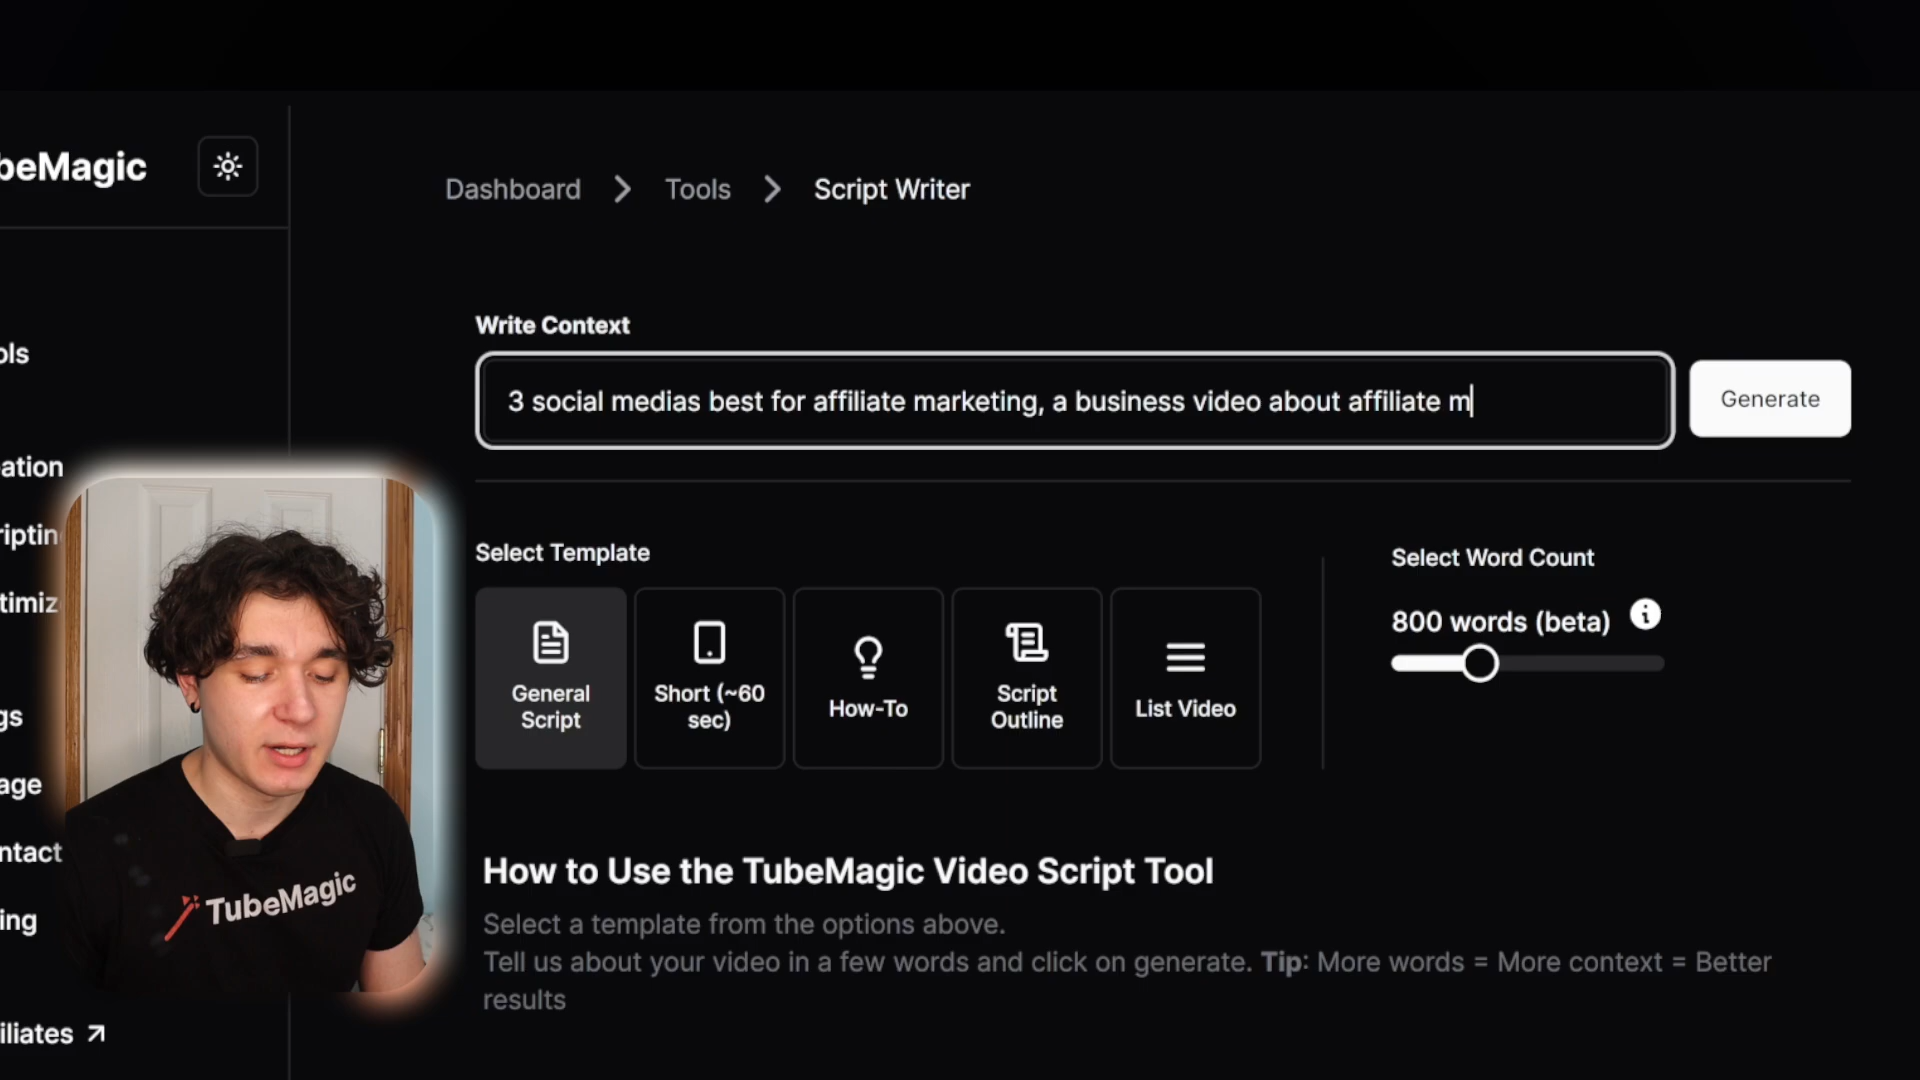 beMagic
Dashboard > Tools > Script Writer
Write Context
3 social medias best for affiliate marketing, a business video about affiliate m
Generate
ols
eation
ripting
timiz
gs
age
ntact
ing
iliates
Select Template
General
Script
Short (~60
sec)
How-To
Script
Outline
List Video
Select Word Count
800 words (beta)
How to Use the TubeMagic Video Script Tool
Select a template from the options above.
Tell us about your video in a few words and click on generate. Tip: More words = More context = Better
results
TubeMagic